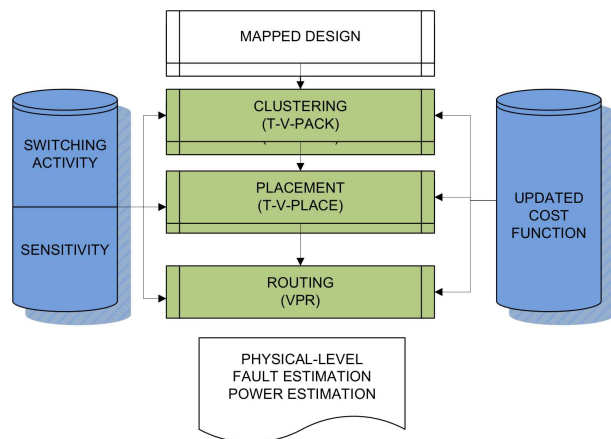 MAPPED DESIGN
CLUSTERING
(T-V-PACK)
SWITCHING
ACTIVITY
SENSITIVITY
PLACEMENT
(T-V-PLACE)
UPDATED
COST
FUNCTION
ROUTING
(VPR)
PHYSICAL-LEVEL
FAULT ESTIMATION
POWER ESTIMATION